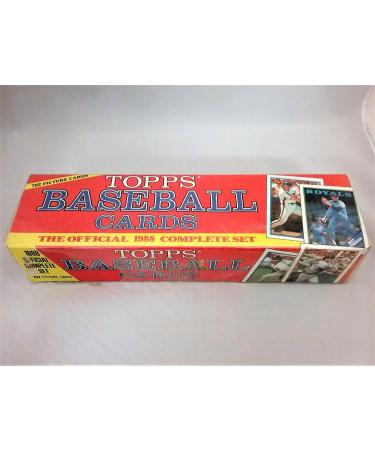 792 PICTURE CARDS
TOPPS
BASEBALL
CARDS
THE OFFICIAL 1988 COMPLETE SET
ROYALS
1988
OFFICIAL
COMPLETE
SET
792 PICTURE CARDS
TOPPS
BASEBALL
CARDS